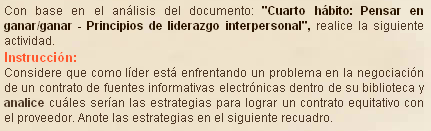 Con base en el análisis del documento: "Cuarto hábito: Pensar en
ganar/ganar - Principios de liderazgo interpersonal", realice la siguiente
actividad.
Instrucción:
Considere que como líder está enfrentando un problema en la negociación
de un contrato de fuentes informativas electrónicas dentro de su biblioteca y
analice cuáles serían las estrategias para lograr un contrato equitativo con
el proveedor. Anote las estrategias en el siguiente recuadro.